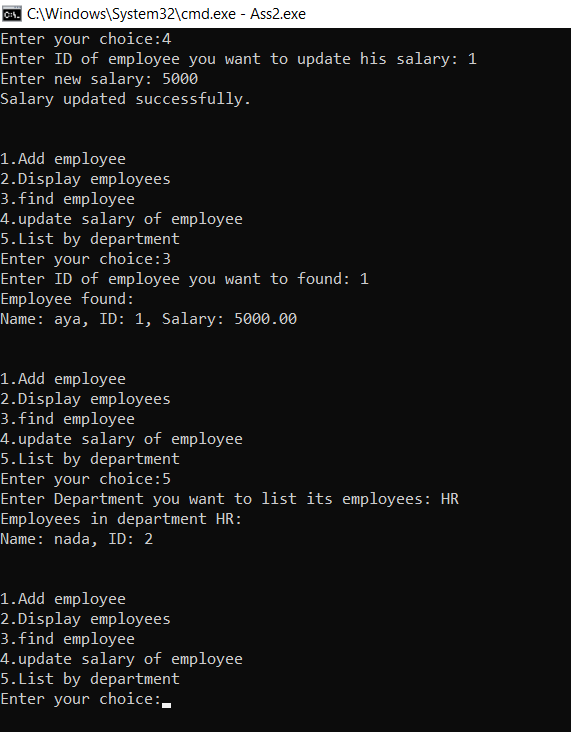 C:\Windows\System32\cmd.exe - Ass2.exe
Enter your choice:4
Enter ID of employee you want to update his salary: 1
Enter new salary: 5000
Salary updated successfully.
1.Add employee
2.Display employees
3.find employee
4.update salary of employee
5.List by department
Enter your choice:3
Enter ID of employee you want to found: 1
Employee found:
Name: aya, ID: 1, Salary: 5000.00
1.Add employee
2.Display employees
3.find employee
4.update salary of employee
5.List by department
Enter your choice:5
Enter Department you want to list its employees: HR
Employees in department HR:
Name: nada, ID: 2
1.Add employee
2.Display employees
3.find employee
4.update salary of employee
5.List by department
Enter your choice: